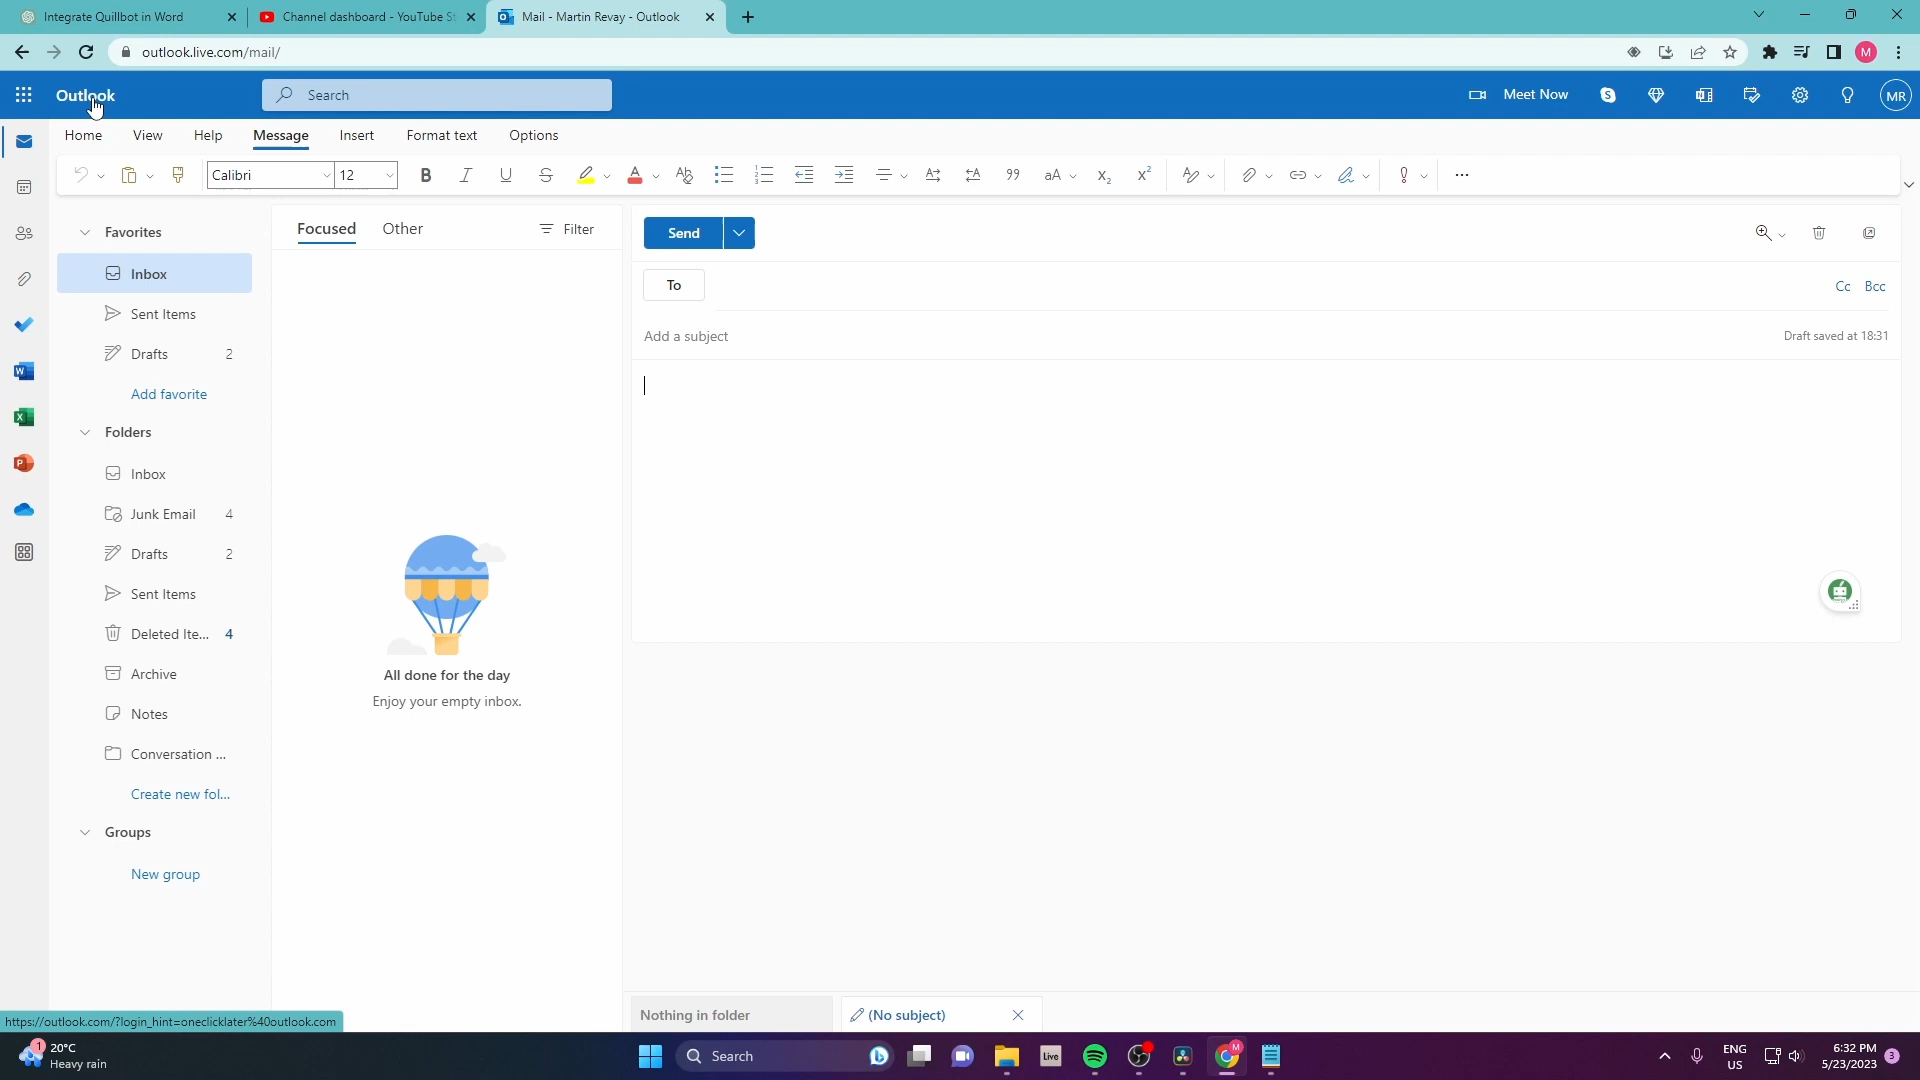 Integrate Quillbot in Word
Channel dashboard - YouTube St
Mail - Martin Revay - Outlook
outlook.live.com/mail/
M
Outlook
Search
Meet Now
MR
Home
View
Help
Message
Insert
Format text
Options
Calibri
12
Favorites
Inbox
Sent Items
Drafts 2
Add favorite
Folders
Inbox
Junk Email 4
Drafts 2
Sent Items
Deleted Ite... 4
Archive
Notes
Conversation ...
Create new fol...
Groups
New group
Focused
Other
Filter
All done for the day
Enjoy your empty inbox.
Send
To
Cc
Bcc
Add a subject
Draft saved at 18:31
Nothing in folder
(No subject)
https://outlook.com/?login_hint=oneclicklater%40outlook.com
1
20°C
Heavy rain
Search
Live
M
ENG
US
6:32 PM
5/23/2023
3